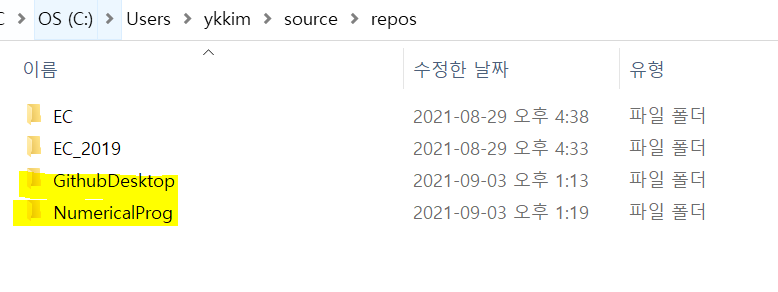 OS (C:) > Users > ykkim > source > repos
이름 수정한 날짜 유형
EC 2021-08-29 오후 4:38 파일 폴더
EC_2019 2021-08-29 오후 4:33 파일 폴더
GithubDesktop 2021-09-03 오후 1:13 파일 폴더
NumericalProg 2021-09-03 오후 1:19 파일 폴더